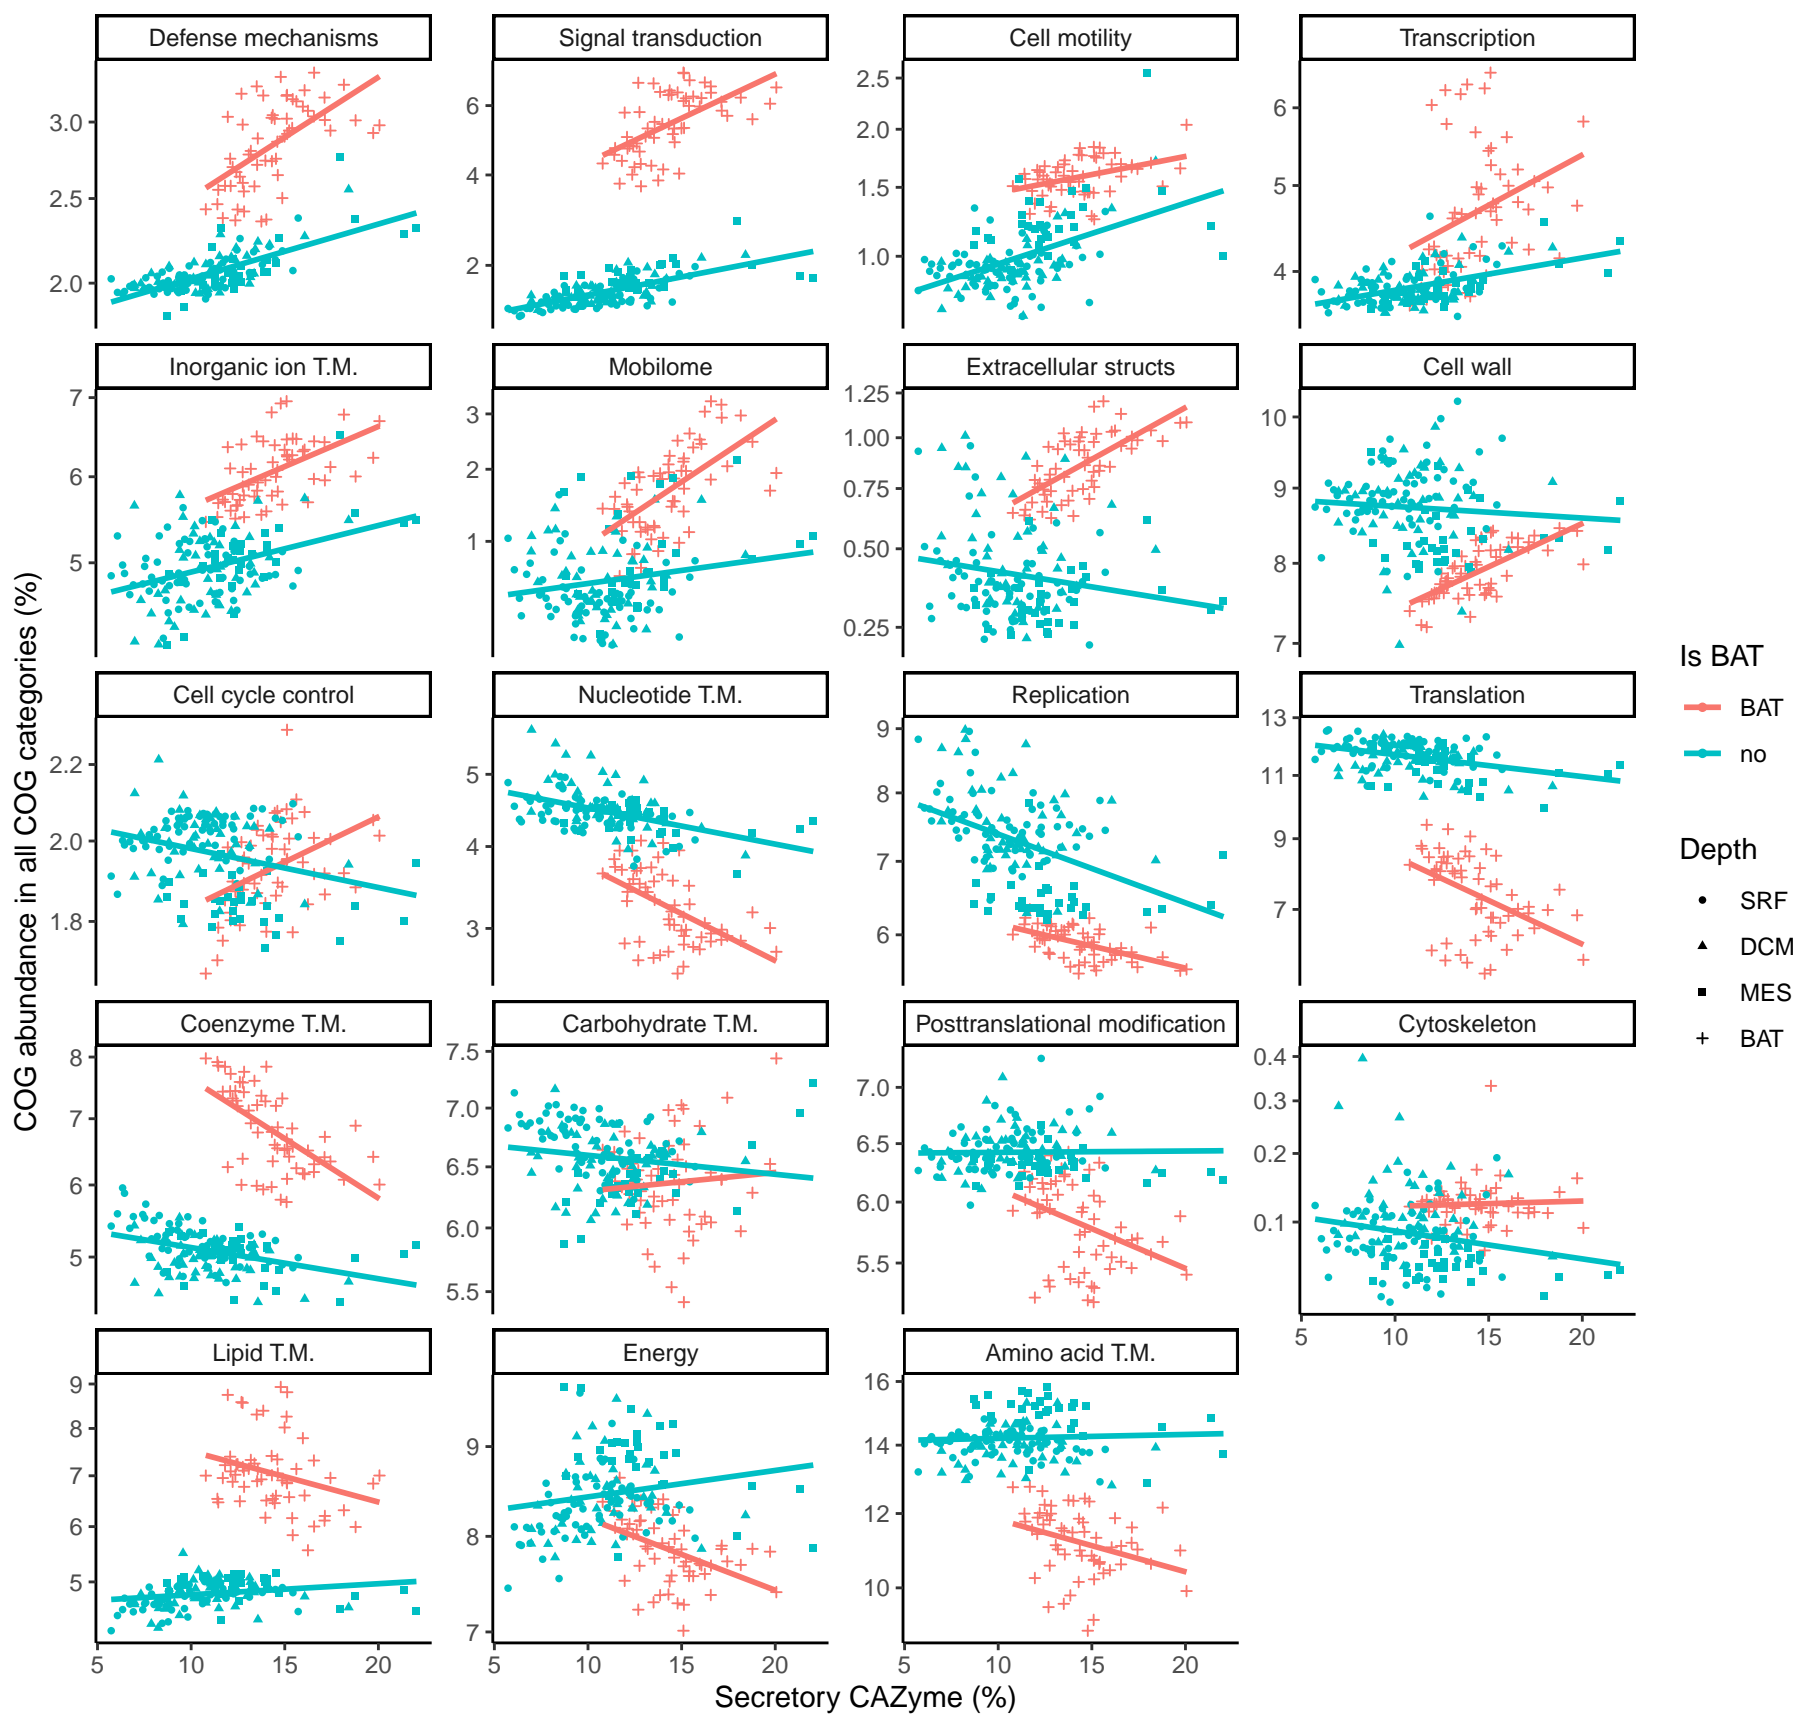 Defense mechanisms
Signal transduction
Cell motility
Transcription
3.0
2.5
2.0
6
4
2
2.5
2.0
1.5
1.0
6
5
4
Inorganic ion T.M.
Mobilome
Extracellular structs
Cell wall
7
6
5
3
2
1
1.25
1.00
0.75
0.50
0.25
10
9
8
7
Cell cycle control
Nucleotide T.M.
Replication
Translation
2.2
2.0
1.8
5
4
3
9
8
7
6
13
11
9
7
Coenzyme T.M.
Carbohydrate T.M.
Posttranslational modification
Cytoskeleton
8
7
6
5
7.5
7.0
6.5
6.0
5.5
7.0
6.5
6.0
5.5
0.4
0.3
0.2
0.1
5 10 15 20
Lipid T.M.
Energy
Amino acid T.M.
9
8
7
6
5
9
8
7
16
14
12
10
5 10 15 20
5 10 15 20
5 10 15 20
Secretory CAZyme (%)
COG abundance in all COG categories (%)
Is BAT
BAT
no
Depth
SRF
DCM
MES
BAT